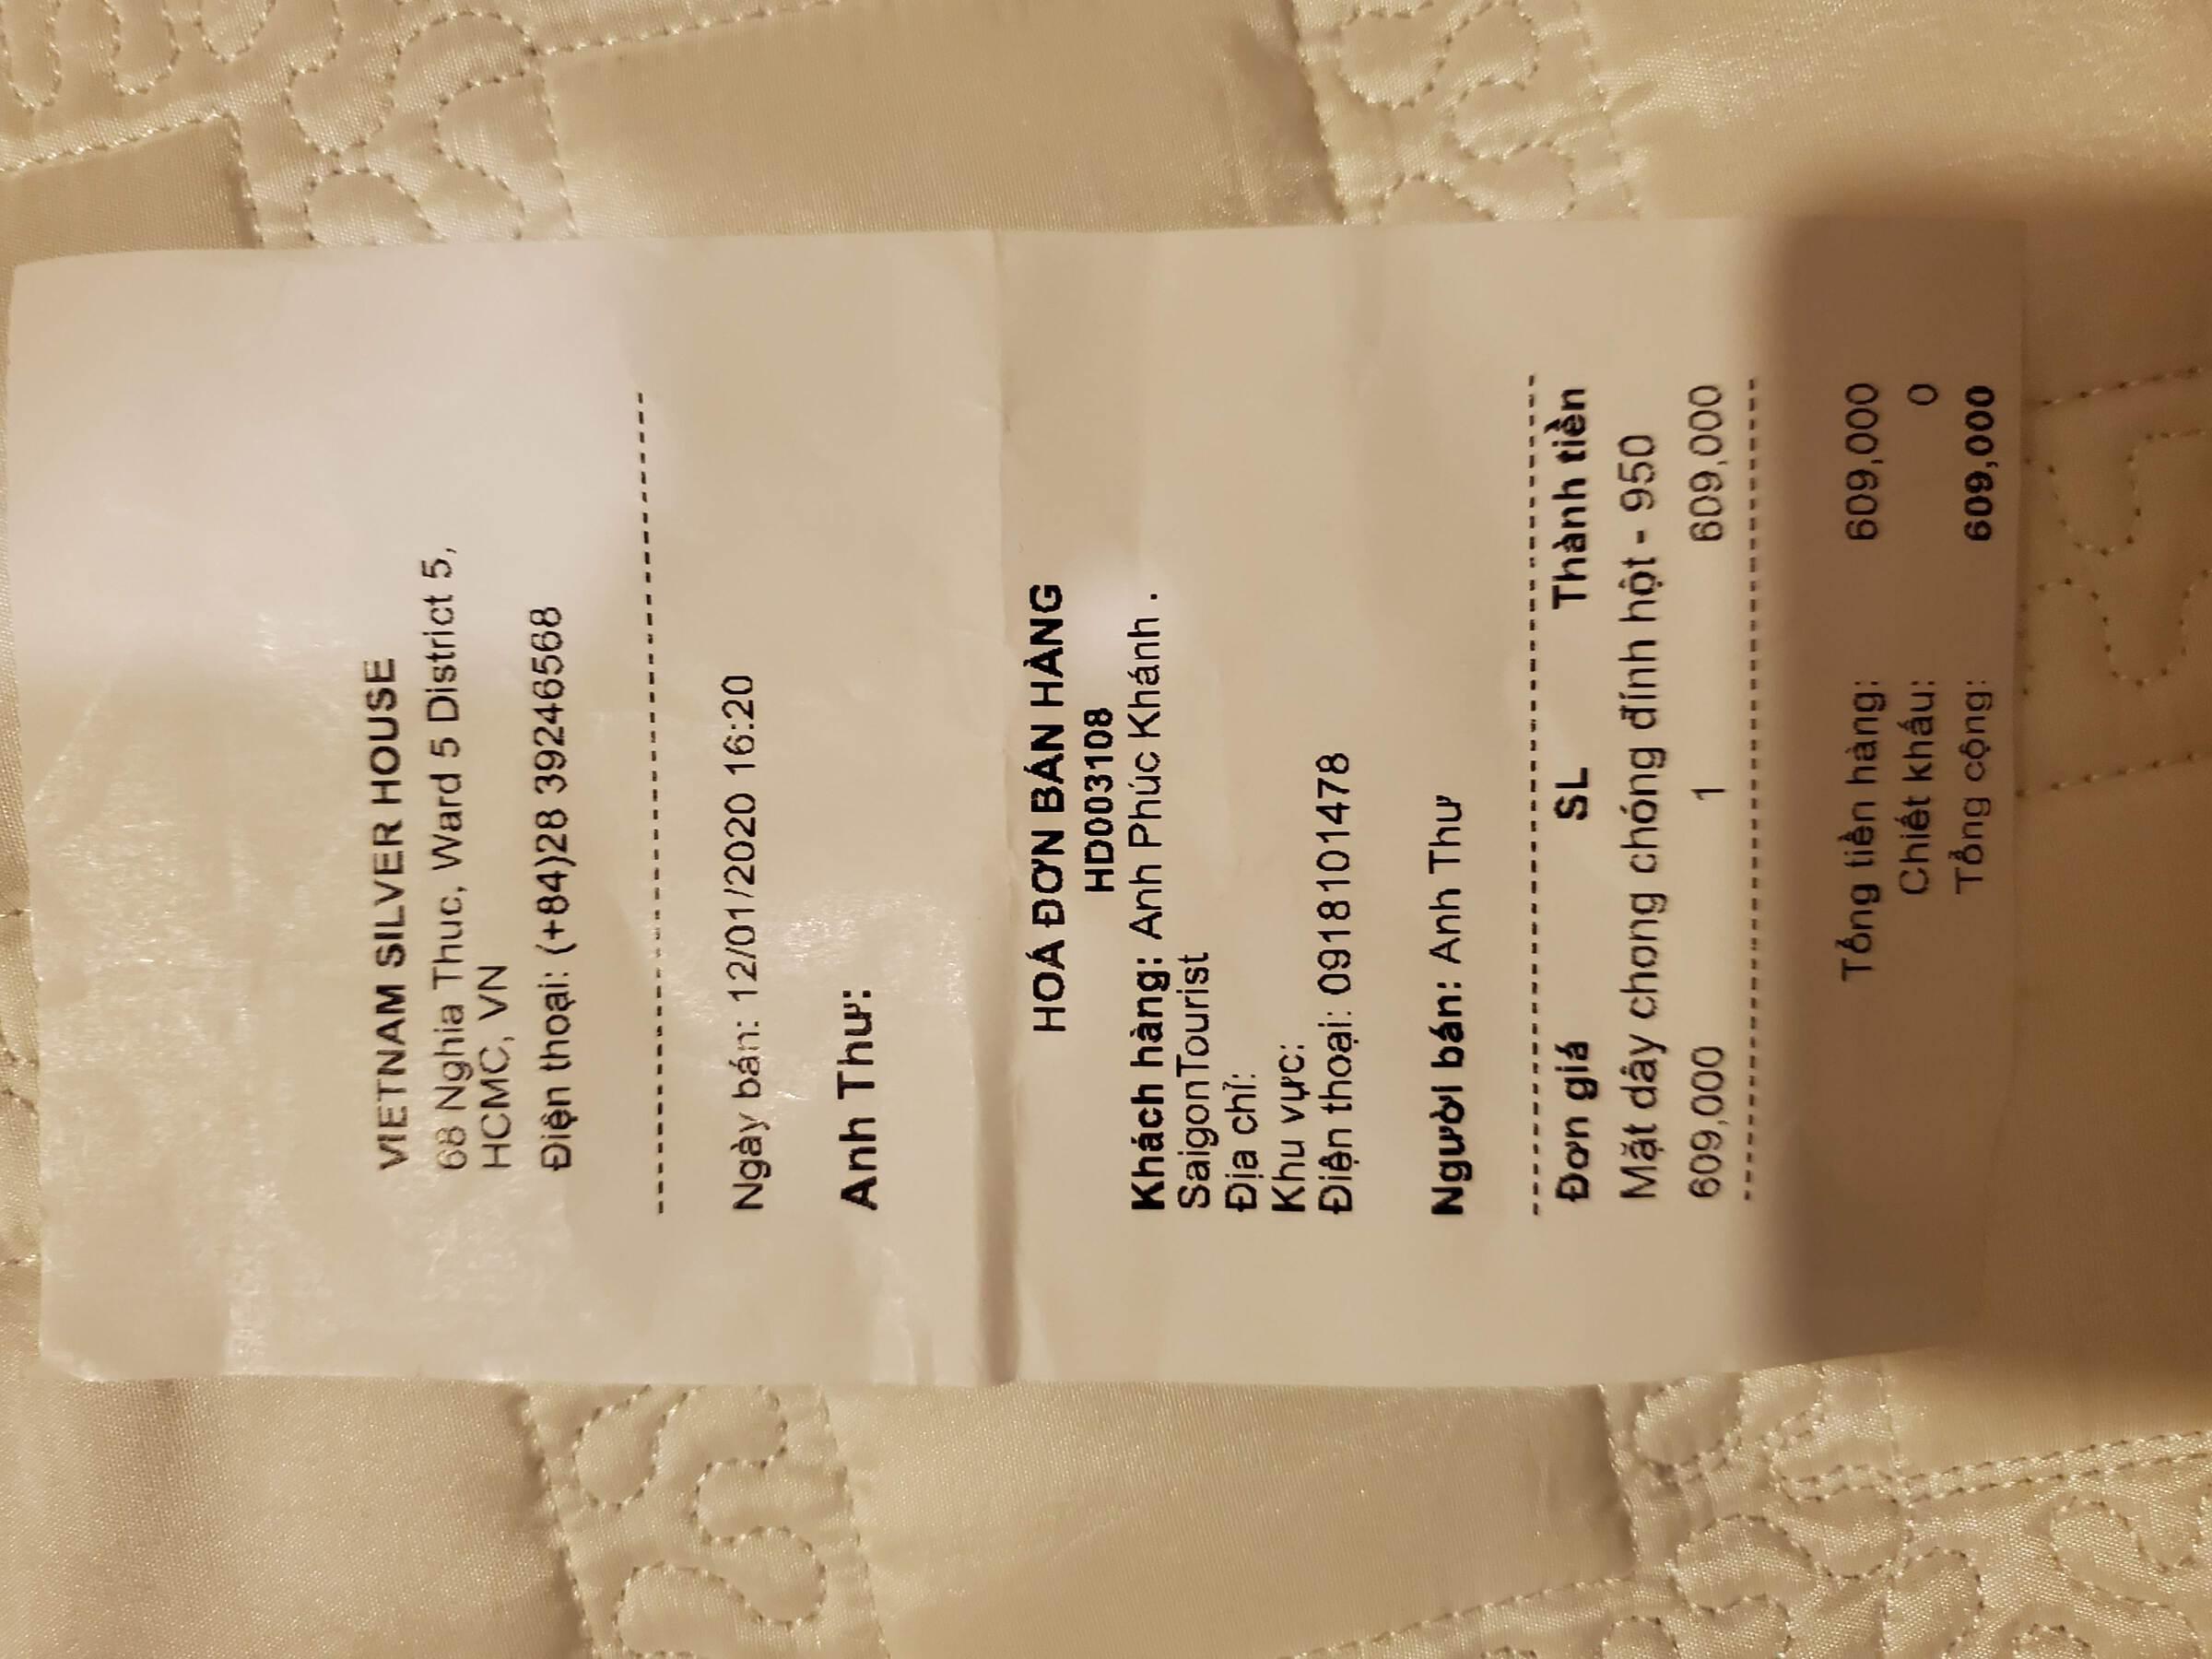 VIETNAM SILVER HOUSE
68 Nghia Thuc, Ward 5 District 5,
HCMC, VN
Điện thoại: (+84)28 39246568
Ngày bán: 12/01/2020 16:20
Anh Thư:
HOÁ ĐƠN BÁN HÀNG
HD003108
Khách hàng: Anh Phúc Khánh .
SaigonTourist
Địa chỉ:
Khu vực:
Điện thoại: 0918101478
Người bán: Anh Thư
Đơn giá SL Thành tiền
Mặt dây chong chóng đính hột - 950
609,000 1 609,000
Tổng tiền hàng: 609,000
Chiết khấu: 0
Tổng cộng: 609,000